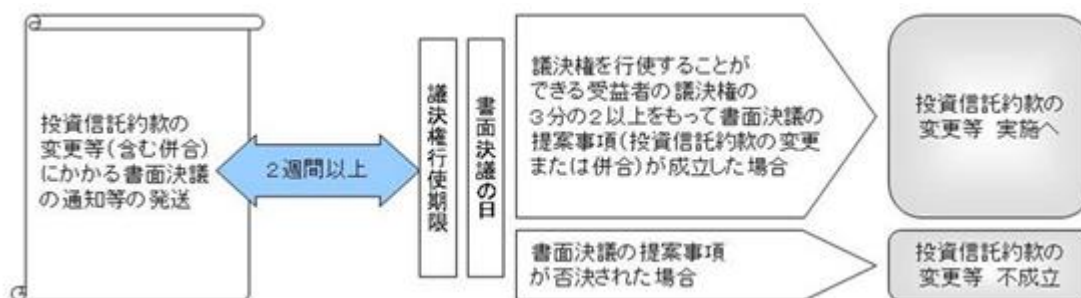 投資信託約款の
変更等(含む併合)
にかかる書面決議
の通知等の発送
2週間以上
議決権行使期限
書面決議の日
議決権を行使することが
できる受益者の議決権の
3分の2以上をもって書面決議の
提案事項(投資信託約款の変更
または併合)が成立した場合
投資信託約款の
変更等 実施へ
書面決議の提案事項
が否決された場合
投資信託約款の
変更等 不成立